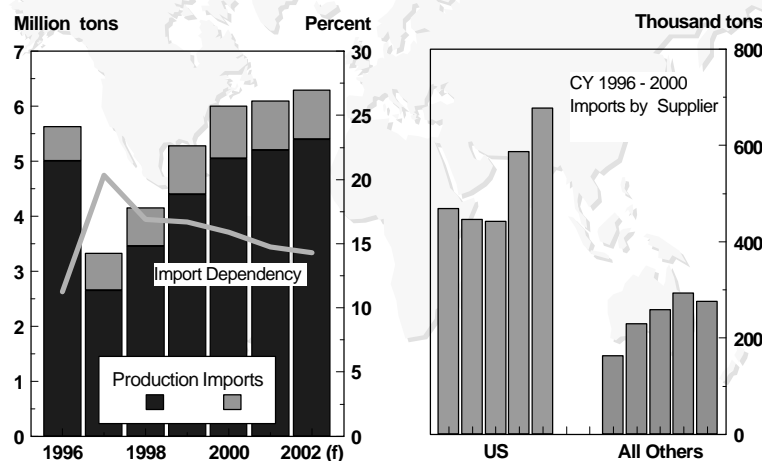 Million tons
Percent
7
6
5
4
3
2
1
0
30
25
20
15
10
5
0
Import Dependency
Production Imports
1996
1998
2000
2002 (f)
Thousand tons
CY 1996 - 2000
Imports by Supplier
800
600
400
200
0
US
All Others